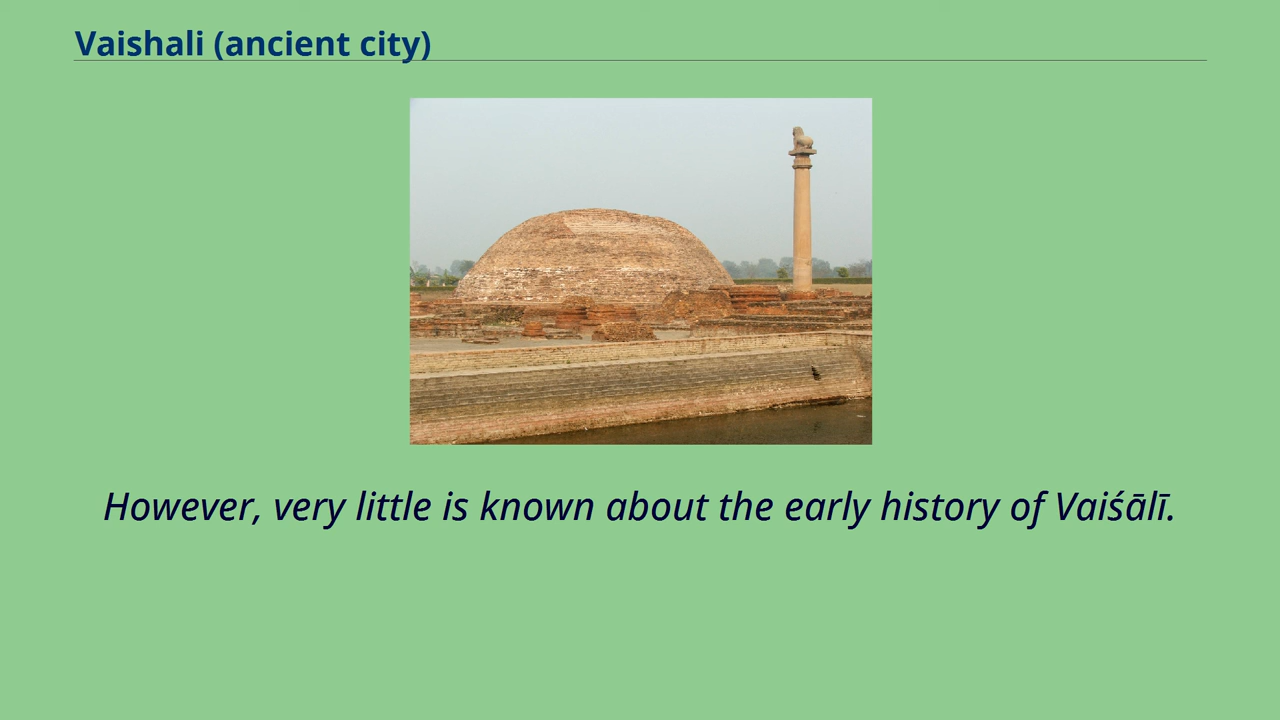 Vaishali (ancient city)
However, very little is known about the early history of Vaiśālī.